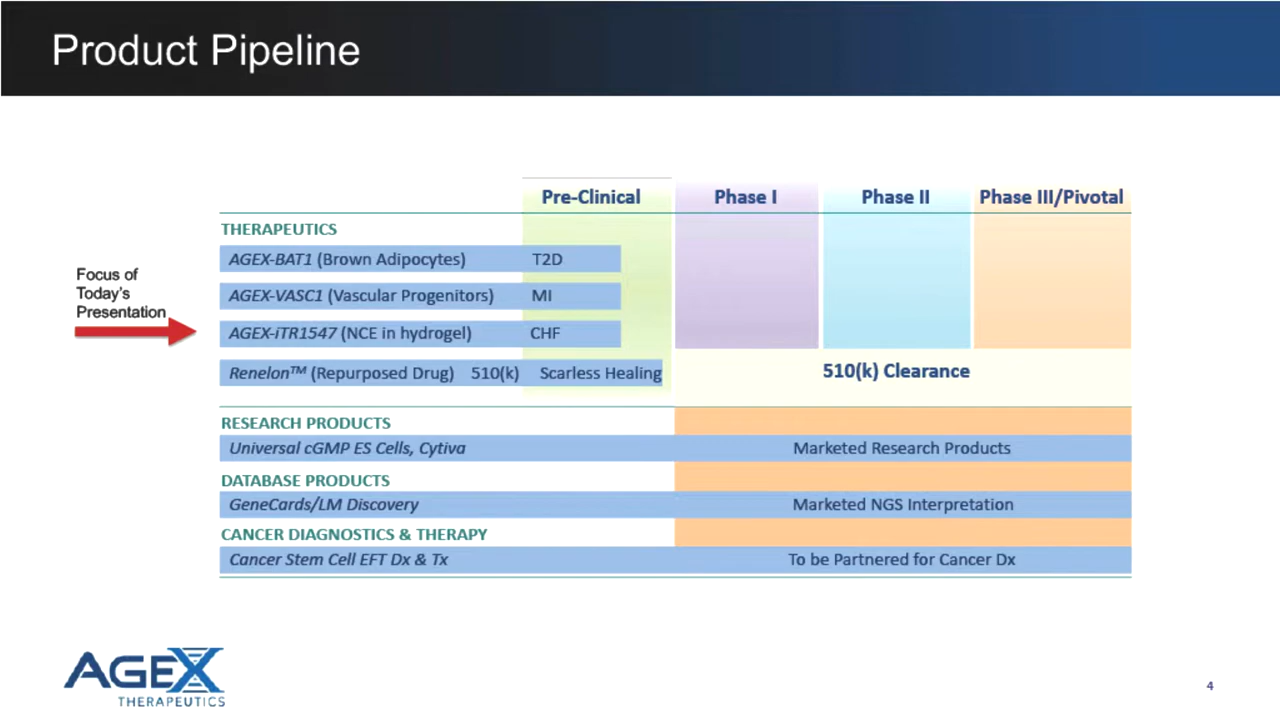 Product Pipeline
Pre-Clinical Phase I Phase II Phase III/Pivotal
THERAPEUTICS
AGEX-BAT1 (Brown Adipocytes) T2D
Focus of
Today's
Presentation
AGEX-VASC1 (Vascular Progenitors) MI
AGEX-iTR1547 (NCE in hydrogel) CHF
Renelon™ (Repurposed Drug) 510(k) Scarless Healing 510(k) Clearance
RESEARCH PRODUCTS
Universal cGMP ES Cells, Cytiva Marketed Research Products
DATABASE PRODUCTS
GeneCards/LM Discovery Marketed NGS Interpretation
CANCER DIAGNOSTICS & THERAPY
Cancer Stem Cell EFT Dx & Tx To be Partnered for Cancer Dx
AGEX
THERAPEUTICS
4